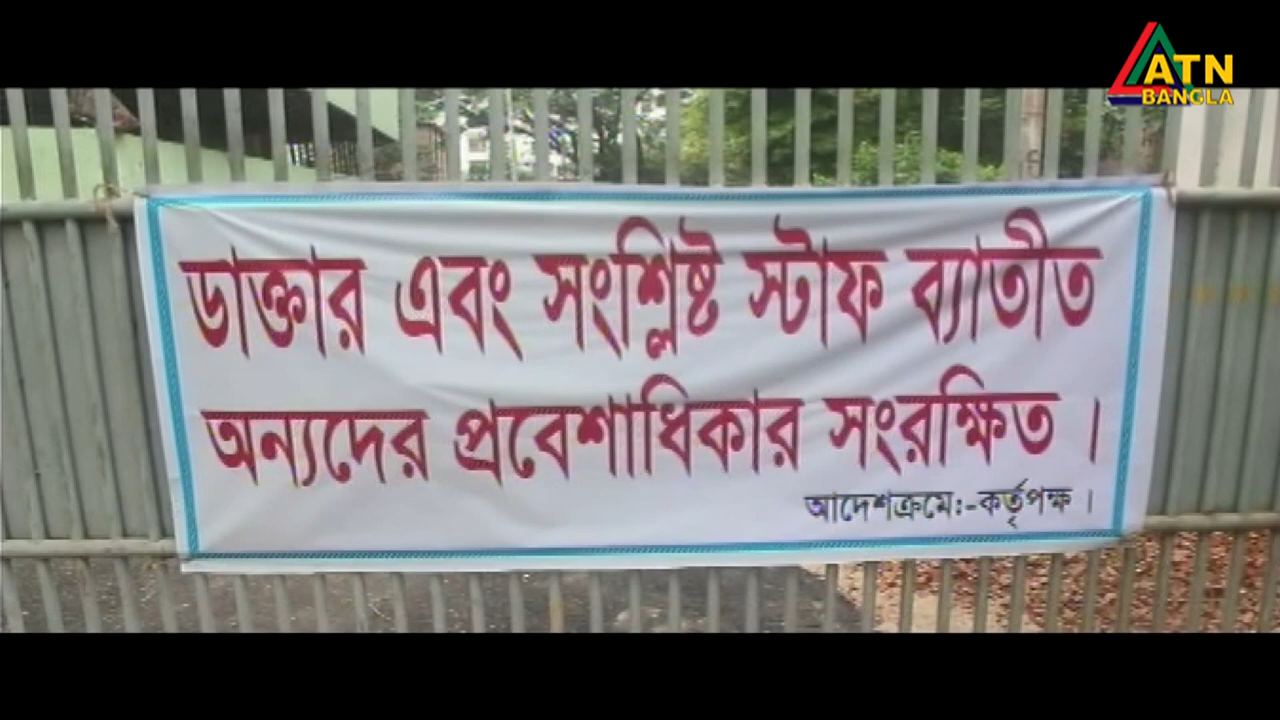 ATN
BANGLA
ডাক্তার এবং সংশ্লিষ্ট স্টাফ ব্যাতীত
অন্যদের প্রবেশাধিকার সংরক্ষিত ।
আদেশক্রমে:-কর্তৃপক্ষ ।